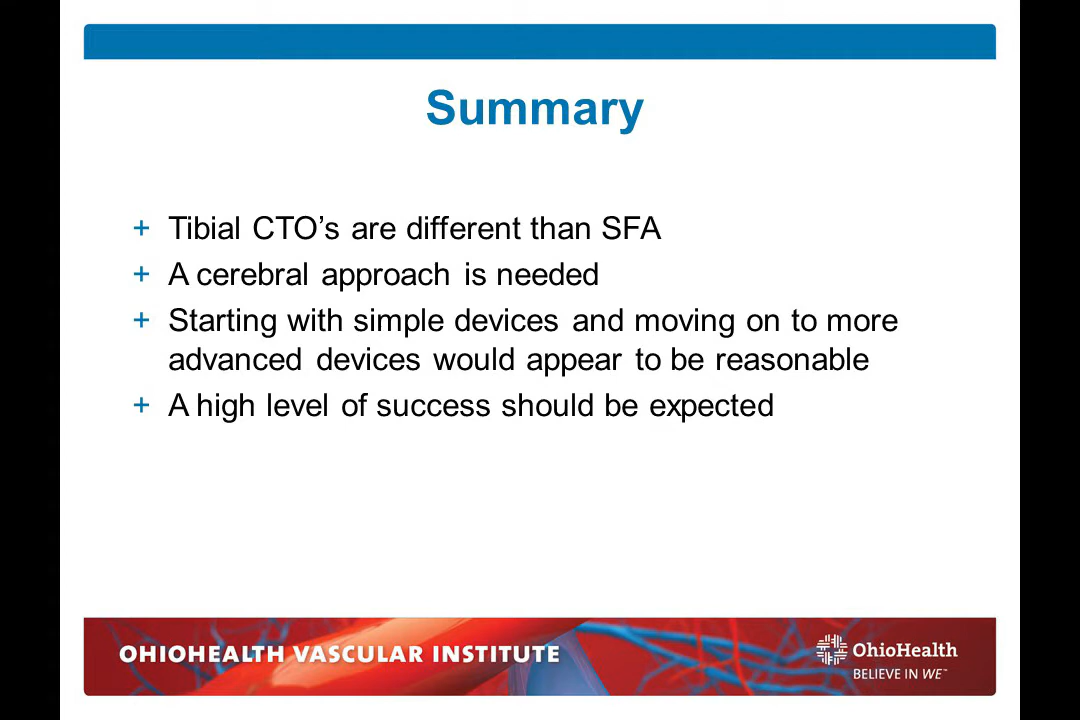 Summary
+ Tibial CTO’s are different than SFA
+ A cerebral approach is needed
+ Starting with simple devices and moving on to more
advanced devices would appear to be reasonable
+ A high level of success should be expected
OHIOHEALTH VASCULAR INSTITUTE
OhioHealth
BELIEVE IN WE℠